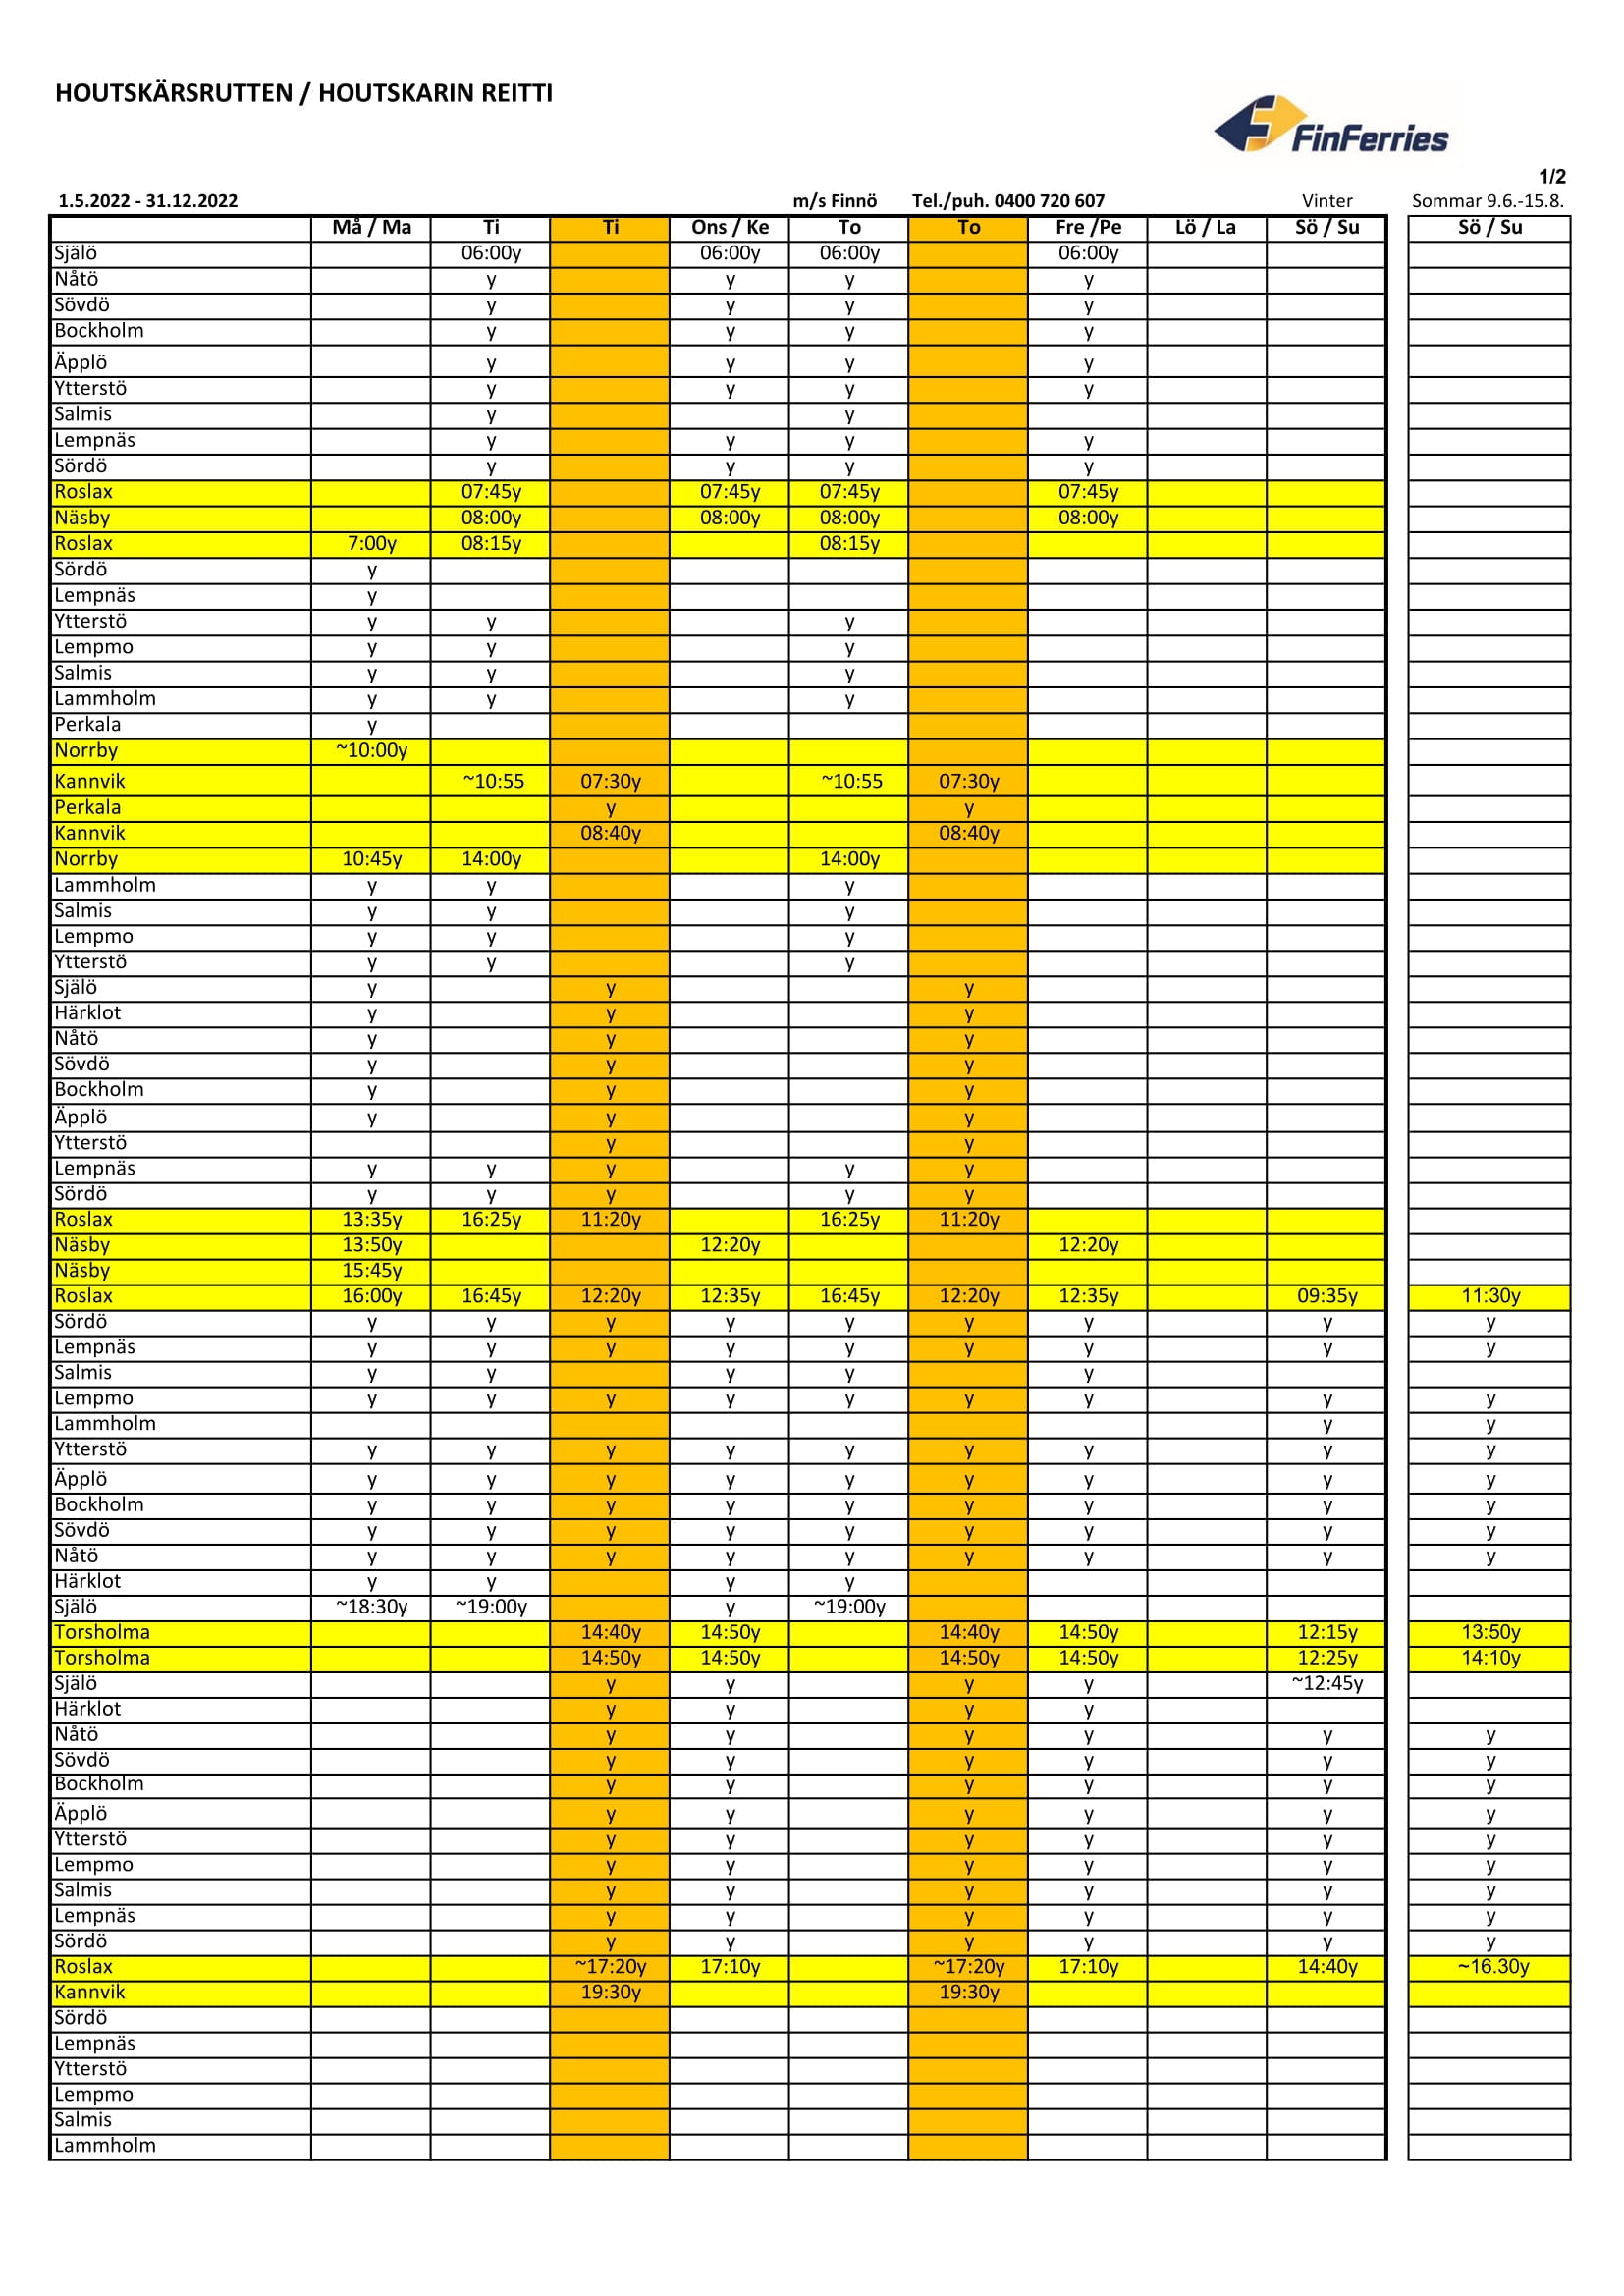 HOUTSKÄRSRUTTEN / HOUTSKARIN REITTI
FinFerries
1/2
1.5.2022 - 31.12.2022 m/s Finnö Tel./puh. 0400 720 607 Vinter Sommar 9.6.-15.8.
Må / Ma Ti Ti Ons / Ke To To Fre /Pe Lö / La Sö / Su Sö / Su
Själö 06:00y 06:00y 06:00y 06:00y
Nåtö y y y y
Sövdö y y y y
Bockholm y y y y
Äpplö y y y y
Ytterstö y y y y
Salmis y y
Lempnäs y y y y
Sördö y y y y
Roslax 07:45y 07:45y 07:45y 07:45y
Näsby 08:00y 08:00y 08:00y 08:00y
Roslax 7:00y 08:15y 08:15y
Sördö y
Lempnäs y
Ytterstö y y y
Lempmo y y y
Salmis y y y
Lammholm y y y
Perkala y
Norrby ~10:00y
Kannvik ~10:55 07:30y ~10:55 07:30y
Perkala y y
Kannvik 08:40y 08:40y
Norrby 10:45y 14:00y 14:00y
Lammholm y y y
Salmis y y y
Lempmo y y y
Ytterstö y y y
Själö y y y
Härklot y y y
Nåtö y y y
Sövdö y y y
Bockholm y y y
Äpplö y y y
Ytterstö y y
Lempnäs y y y y y
Sördö y y y y y
Roslax 13:35y 16:25y 11:20y 16:25y 11:20y
Näsby 13:50y 12:20y 12:20y
Näsby 15:45y
Roslax 16:00y 16:45y 12:20y 12:35y 16:45y 12:20y 12:35y 09:35y 11:30y
Sördö y y y y y y y y y
Lempnäs y y y y y y y y y
Salmis y y y y y
Lempmo y y y y y y y y y
Lammholm y y
Ytterstö y y y y y y y y y
Äpplö y y y y y y y y y
Bockholm y y y y y y y y y
Sövdö y y y y y y y y y
Nåtö y y y y y y y y y
Härklot y y y y
Själö ~18:30y ~19:00y y ~19:00y
Torsholma 14:40y 14:50y 14:40y 14:50y 12:15y 13:50y
Torsholma 14:50y 14:50y 14:50y 14:50y 12:25y 14:10y
Själö y y y y ~12:45y
Härklot y y y y
Nåtö y y y y y y
Sövdö y y y y y y
Bockholm y y y y y y
Äpplö y y y y y y
Ytterstö y y y y y y
Lempmo y y y y y y
Salmis y y y y y y
Lempnäs y y y y y y
Sördö y y y y y y
Roslax ~17:20y 17:10y ~17:20y 17:10y 14:40y ~16.30y
Kannvik 19:30y 19:30y
Sördö
Lempnäs
Ytterstö
Lempmo
Salmis
Lammholm